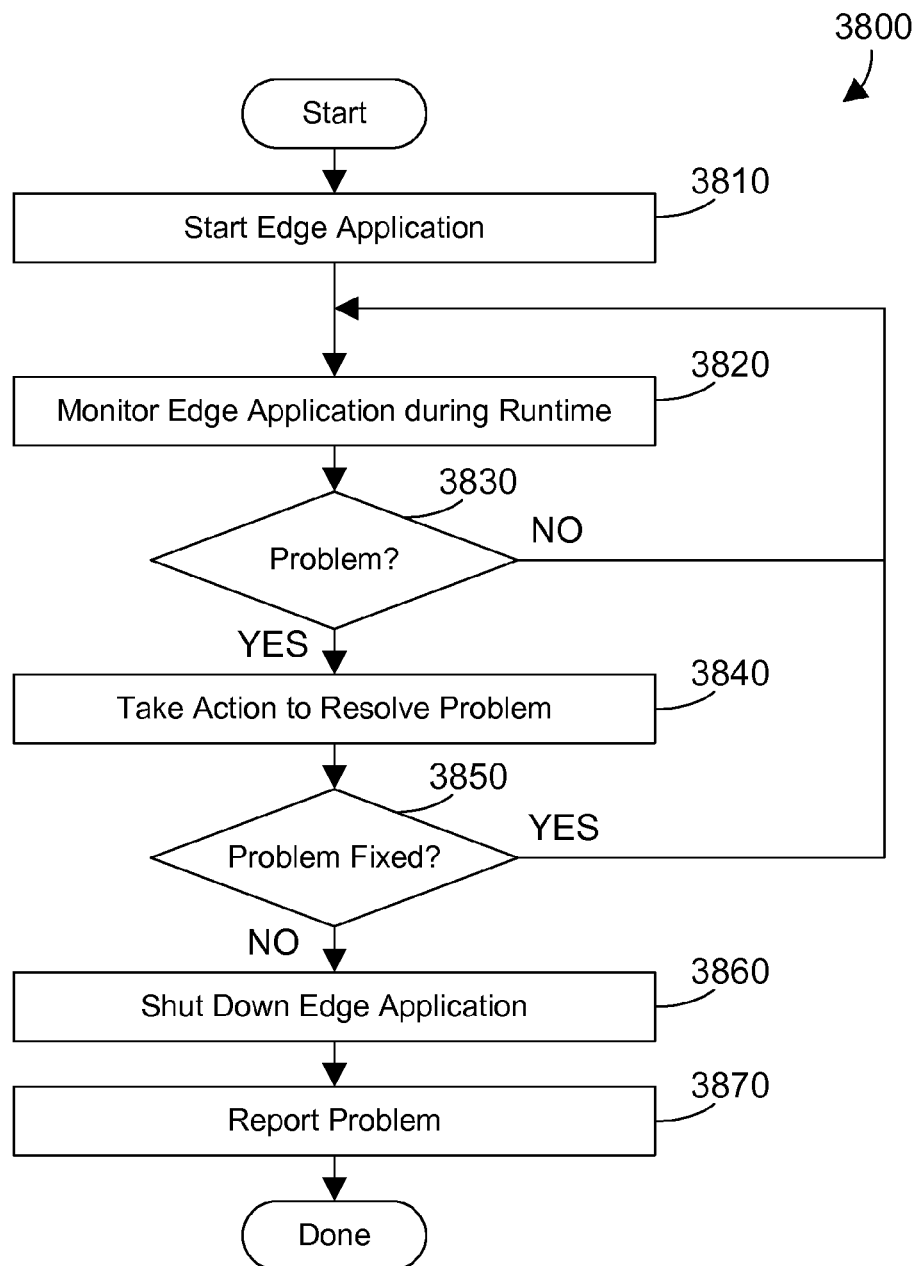 3800
Start
3810
Start Edge Application
3820
Monitor Edge Application during Runtime
3830
Problem?
NO
YES
3840
Take Action to Resolve Problem
3850
Problem Fixed?
YES
NO
3860
Shut Down Edge Application
3870
Report Problem
Done